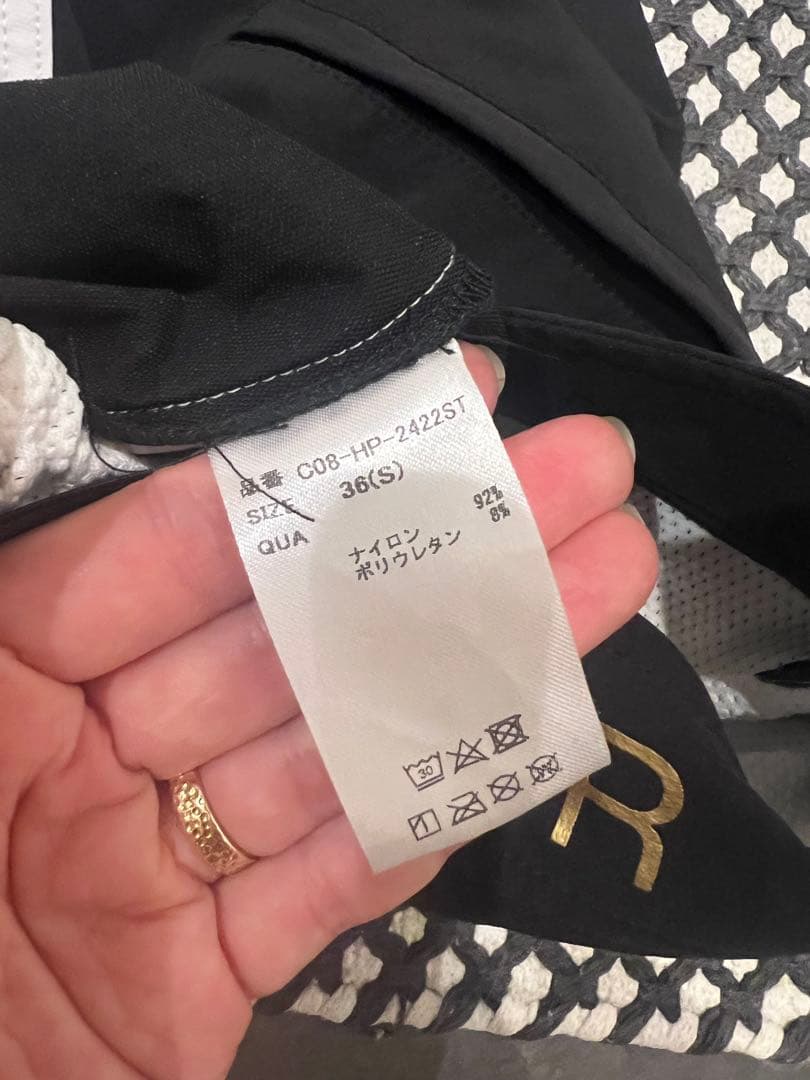 品番 C08-HP-2422ST
SIZE 36(S)
QUA ナイロン 92%
ポリウレタン 8%
30
R